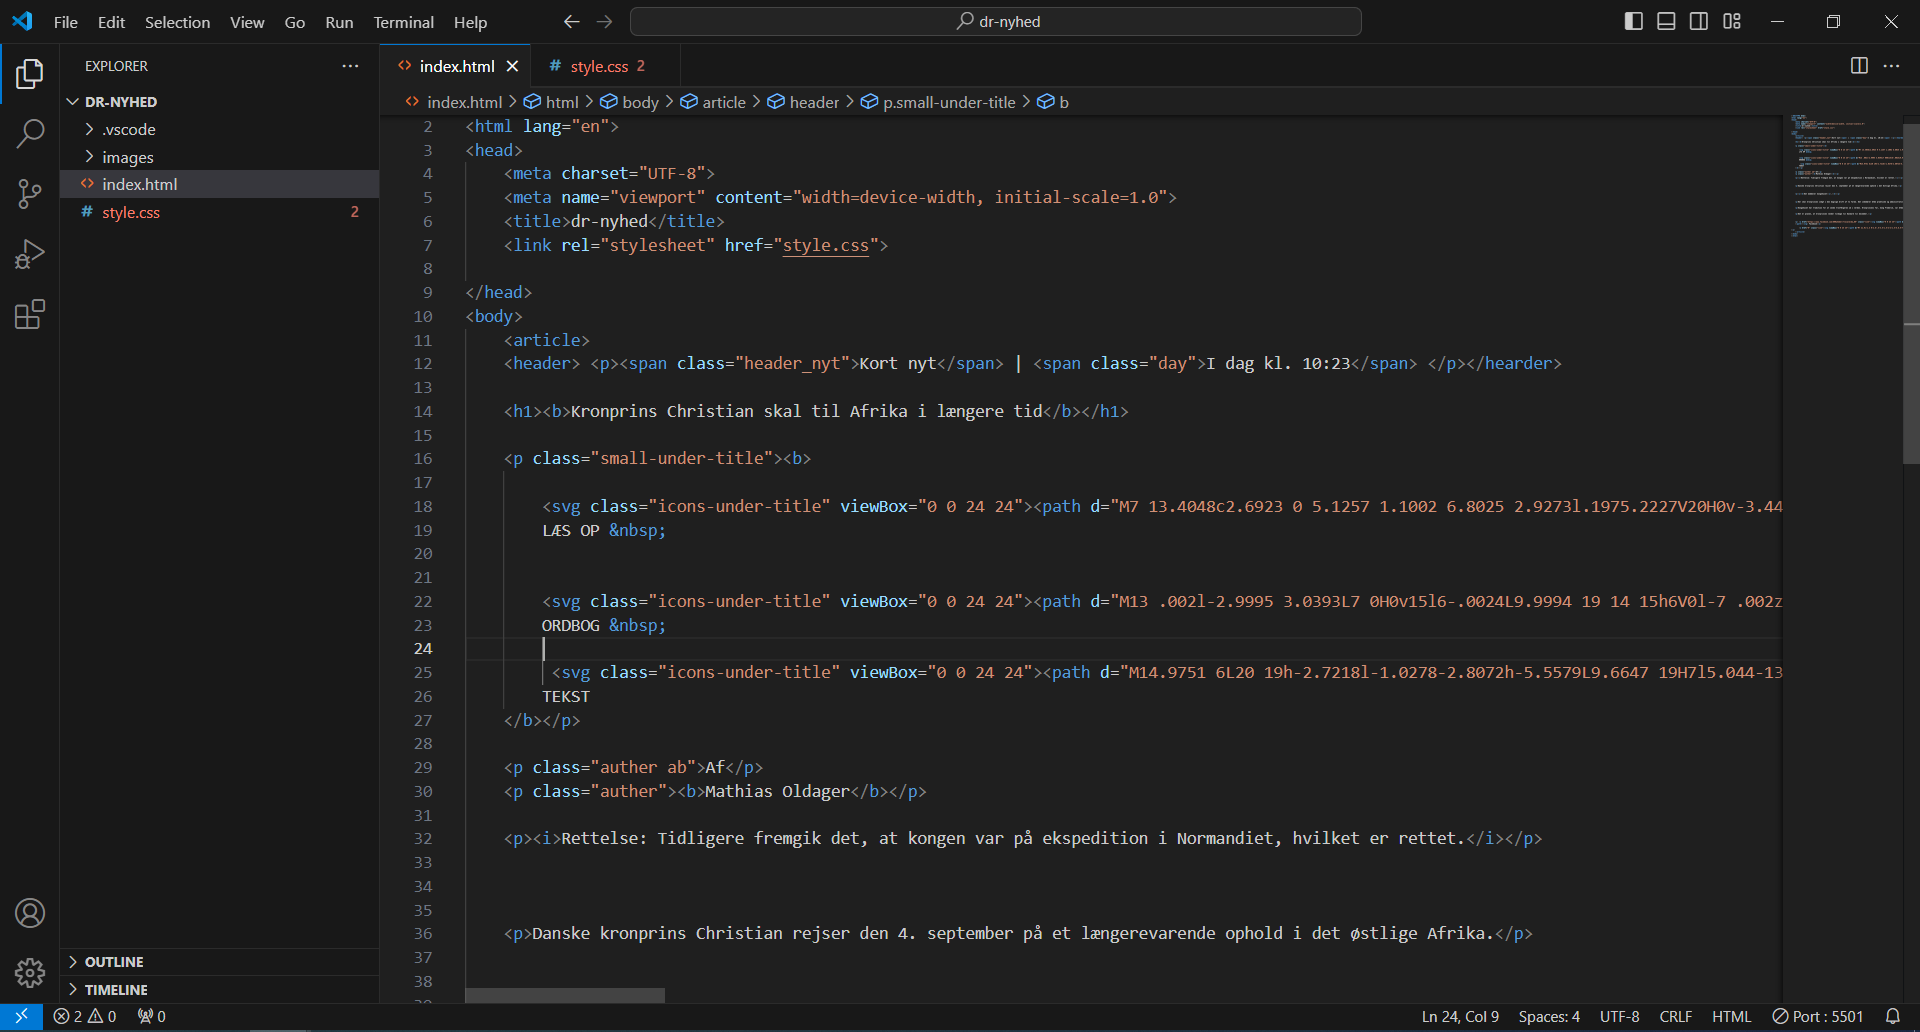 File Edit Selection View Go Run Terminal Help
dr-nyhed
EXPLORER
DR-NYHED
.vscode
images
index.html
style.css 2
OUTLINE
TIMELINE
index.html
# style.css 2
index.html > html > body > article > header > p.small-under-title > b
2 <html lang="en">
3 <head>
4 <meta charset="UTF-8">
5 <meta name="viewport" content="width=device-width, initial-scale=1.0">
6 <title>dr-nyhed</title>
7 <link rel="stylesheet" href="style.css">
8
9 </head>
10 <body>
11 <article>
12 <header> <p><span class="header_nyt">Kort nyt</span> | <span class="day">I dag kl. 10:23</span> </p></hearder>
13
14 <h1><b>Kronprins Christian skal til Afrika i længere tid</b></h1>
15
16 <p class="small-under-title"><b>
17
18 <svg class="icons-under-title" viewBox="0 0 24 24"><path d="M7 13.4048c2.6923 0 5.1257 1.1002 6.8025 2.9273l.1975.2227V20H0v-3.44
19 LÆS OP &nbsp;
20
21
22 <svg class="icons-under-title" viewBox="0 0 24 24"><path d="M13 .002l-2.9995 3.0393L7 0H0v15l6-.0024L9.9994 19 14 15h6V0l-7 .002z
23 ORDBOG &nbsp;
24
25 <svg class="icons-under-title" viewBox="0 0 24 24"><path d="M14.9751 6L20 19h-2.7218l-1.0278-2.8072h-5.5579L9.6647 19H7l5.044-13
26 TEKST
27 </b></p>
28
29 <p class="auther ab">Af</p>
30 <p class="auther"><b>Mathias Oldager</b></p>
31
32 <p><i>Rettelse: Tidligere fremgik det, at kongen var på ekspedition i Normandiet, hvilket er rettet.</i></p>
33
34
35
36 <p>Danske kronprins Christian rejser den 4. september på et længerevarende ophold i det østlige Afrika.</p>
37
38
2 0 0 Ln 24, Col 9 Spaces: 4 UTF-8 CRLF HTML Port : 5501